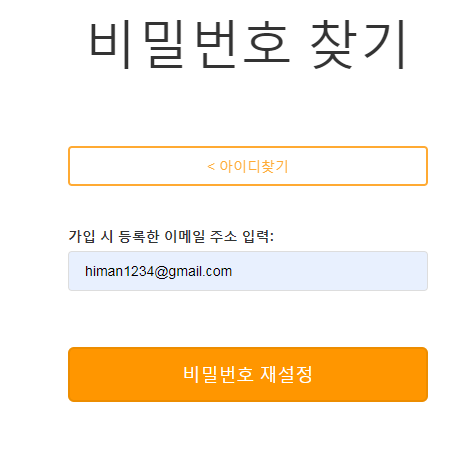 비밀번호 찾기
< 아이디찾기
가입 시 등록한 이메일 주소 입력:
himan1234@gmail.com
비밀번호 재설정